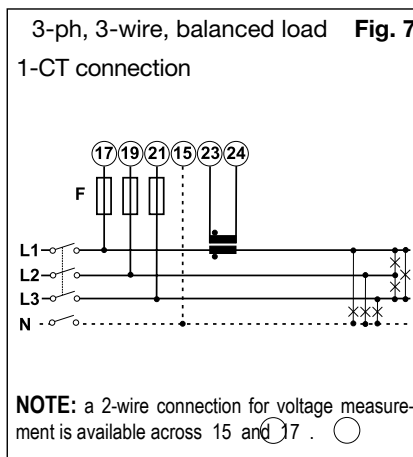 3-ph, 3-wire, balanced load Fig. 7
1-CT connection
17 19 21 15 23 24
F
L1
L2
L3
N
NOTE: a 2-wire connection for voltage measure-
ment is available across 15 and 17 .